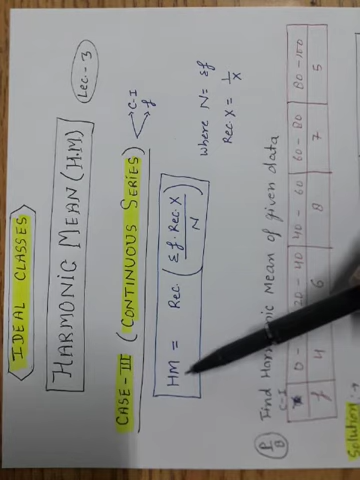 IDEAL CLASSES
Lec-3
HARMONIC MEAN (H.M)
CASE-III (CONTINUOUS SERIES)
C-I
f
HM = Rec (Σf·Rec.X / N)
where N = Σf
Rec. X = 1/X
P/B Find Harmonic Mean of given data
C-I 0 - 20 - 40 40 - 60 60 - 80 80 - 100
f 4 6 8 7 5
Solution:→